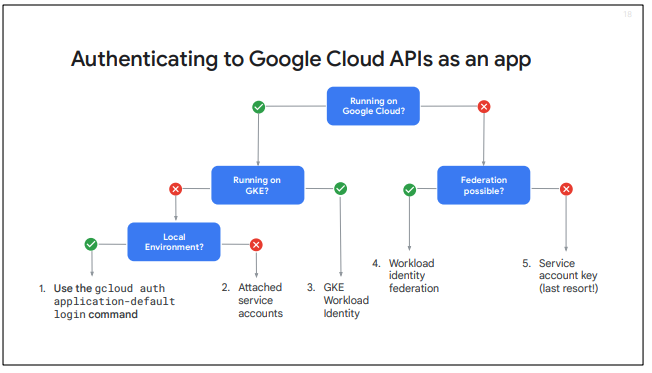 18
Authenticating to Google Cloud APIs as an app
Running on
Google Cloud?
Running on
GKE?
Federation
possible?
Local
Environment?
1. Use the gcloud auth
application-default
login command
2. Attached
service
accounts
3. GKE
Workload
Identity
4. Workload
identity
federation
5. Service
account key
(last resort!)